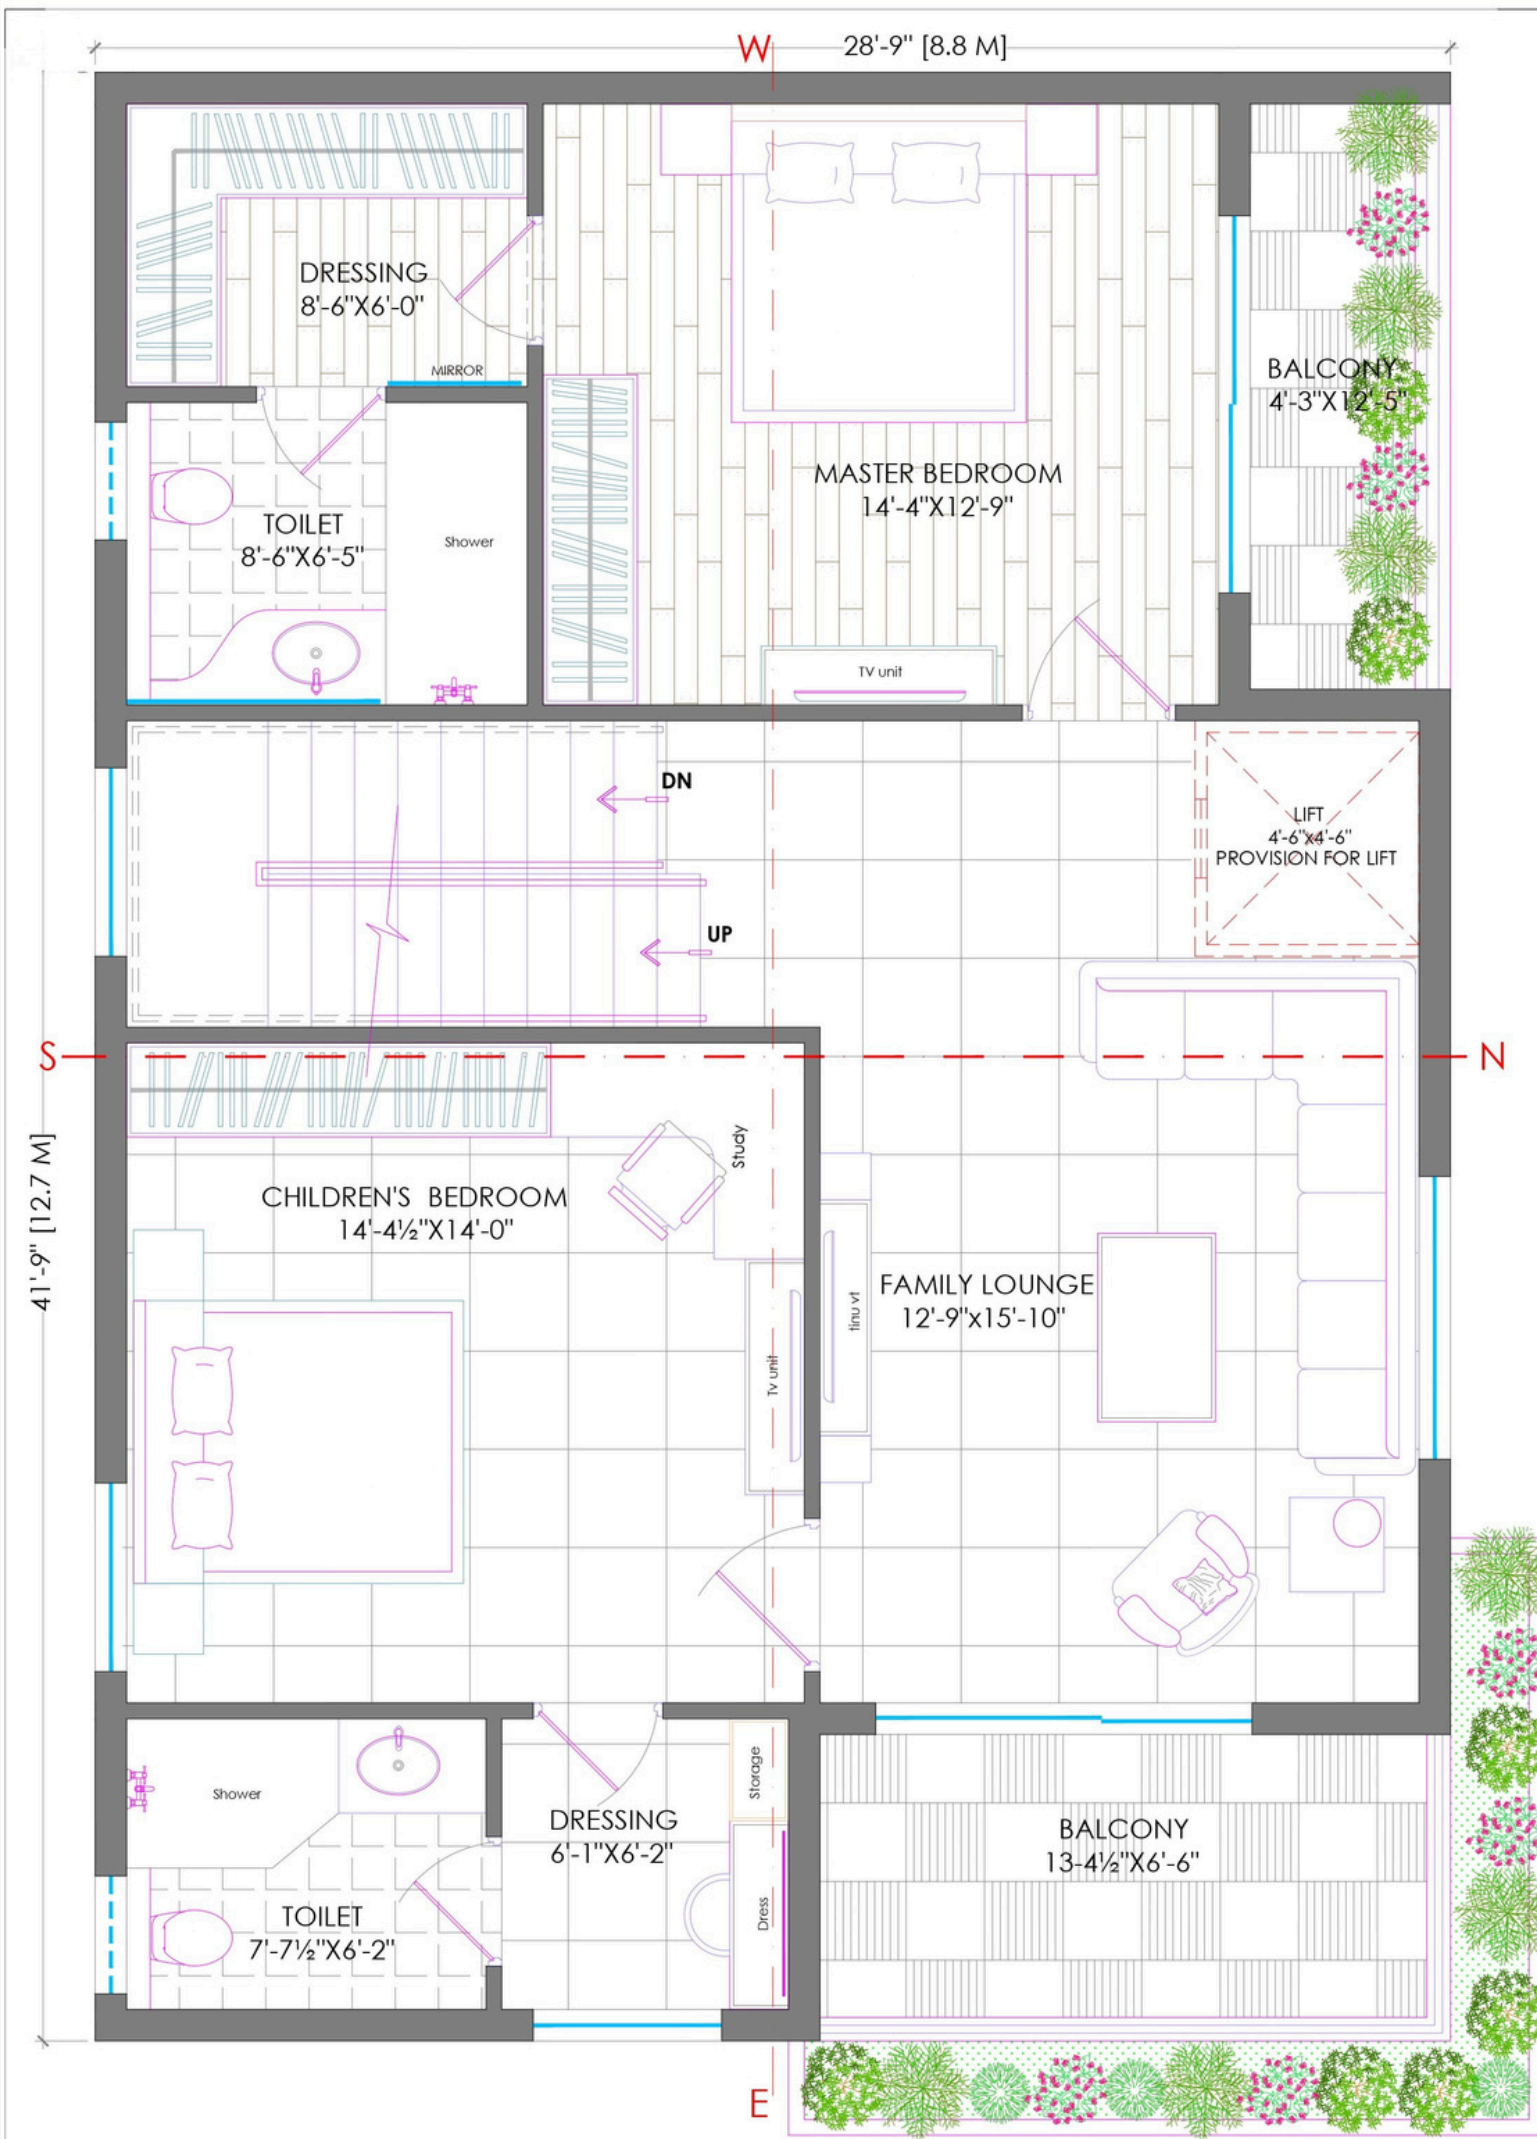 W
28'-9" [8.8 M]
DRESSING
8'-6"X6'-0"
MIRROR
BALCONY
4'-3"X12'-5"
MASTER BEDROOM
14'-4"X12'-9"
TOILET
8'-6"X6'-5"
Shower
TV unit
DN
LIFT
4'-6"x4'-6"
PROVISION FOR LIFT
UP
S
N
41'-9" [12.7 M]
Study
CHILDREN'S BEDROOM
14'-4½"X14'-0"
FAMILY LOUNGE
12'-9"x15'-10"
tinu vt
Tv unit
Storage
Shower
DRESSING
6'-1"X6'-2"
BALCONY
13-4½"X6'-6"
Dress
TOILET
7'-7½"X6'-2"
E